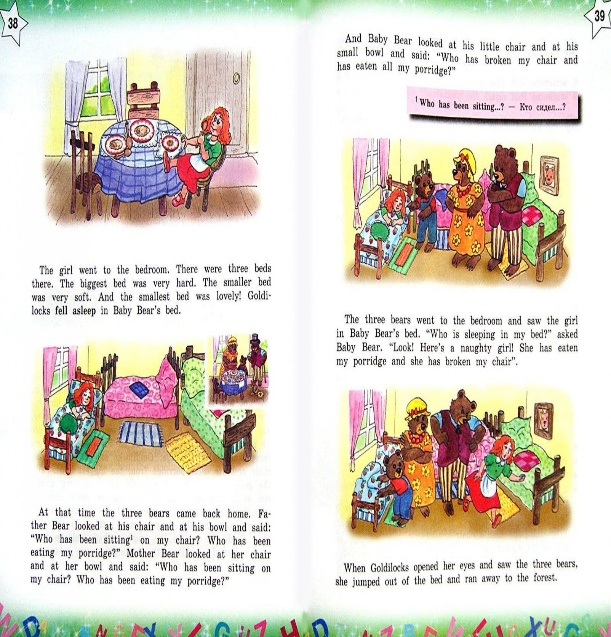 38
The girl went to the bedroom. There were three beds
there. The biggest bed was very hard. The smaller bed
was very soft. And the smallest bed was lovely! Goldi-
locks fell asleep in Baby Bear's bed.
At that time the three bears came back home. Fa-
ther Bear looked at his chair and at his bowl and said:
"Who has been sitting¹ on my chair? Who has been
eating my porridge?" Mother Bear looked at her chair
and at her bowl and said: "Who has been sitting on
my chair? Who has been eating my porridge?"
39
And Baby Bear looked at his little chair and at his
small bowl and said: "Who has broken my chair and
has eaten all my porridge?"
¹ Who has been sitting...? — Кто сидел...?
The three bears went to the bedroom and saw the girl
in Baby Bear's bed. "Who is sleeping in my bed?" asked
Baby Bear. "Look! Here's a naughty girl! She has eaten
my porridge and she has broken my chair".
When Goldilocks opened her eyes and saw the three bears,
she jumped out of the bed and ran away to the forest.